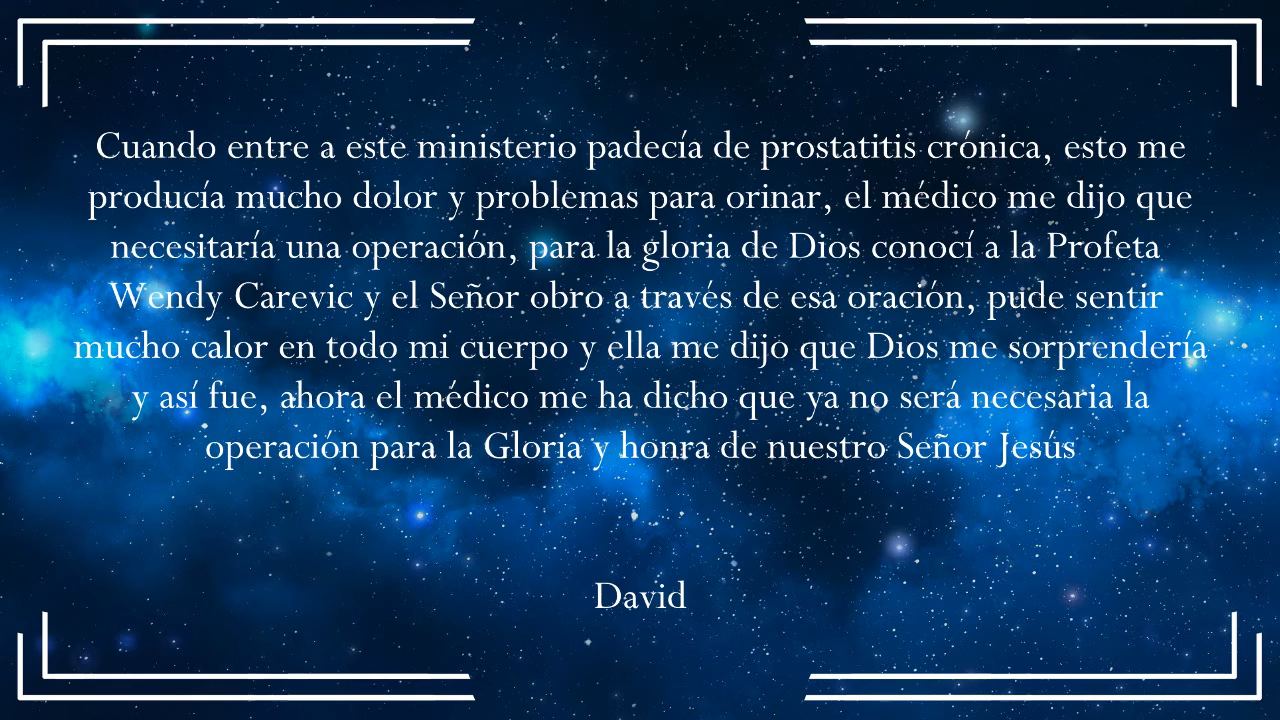 Cuando entre a este ministerio padecía de prostatitis crónica, esto me
producía mucho dolor y problemas para orinar, el médico me dijo que
necesitaría una operación, para la gloria de Dios conocí a la Profeta
Wendy Carevic y el Señor obro a través de esa oración, pude sentir
mucho calor en todo mi cuerpo y ella me dijo que Dios me sorprendería
y así fue, ahora el médico me ha dicho que ya no será necesaria la
operación para la Gloria y honra de nuestro Señor Jesús
David